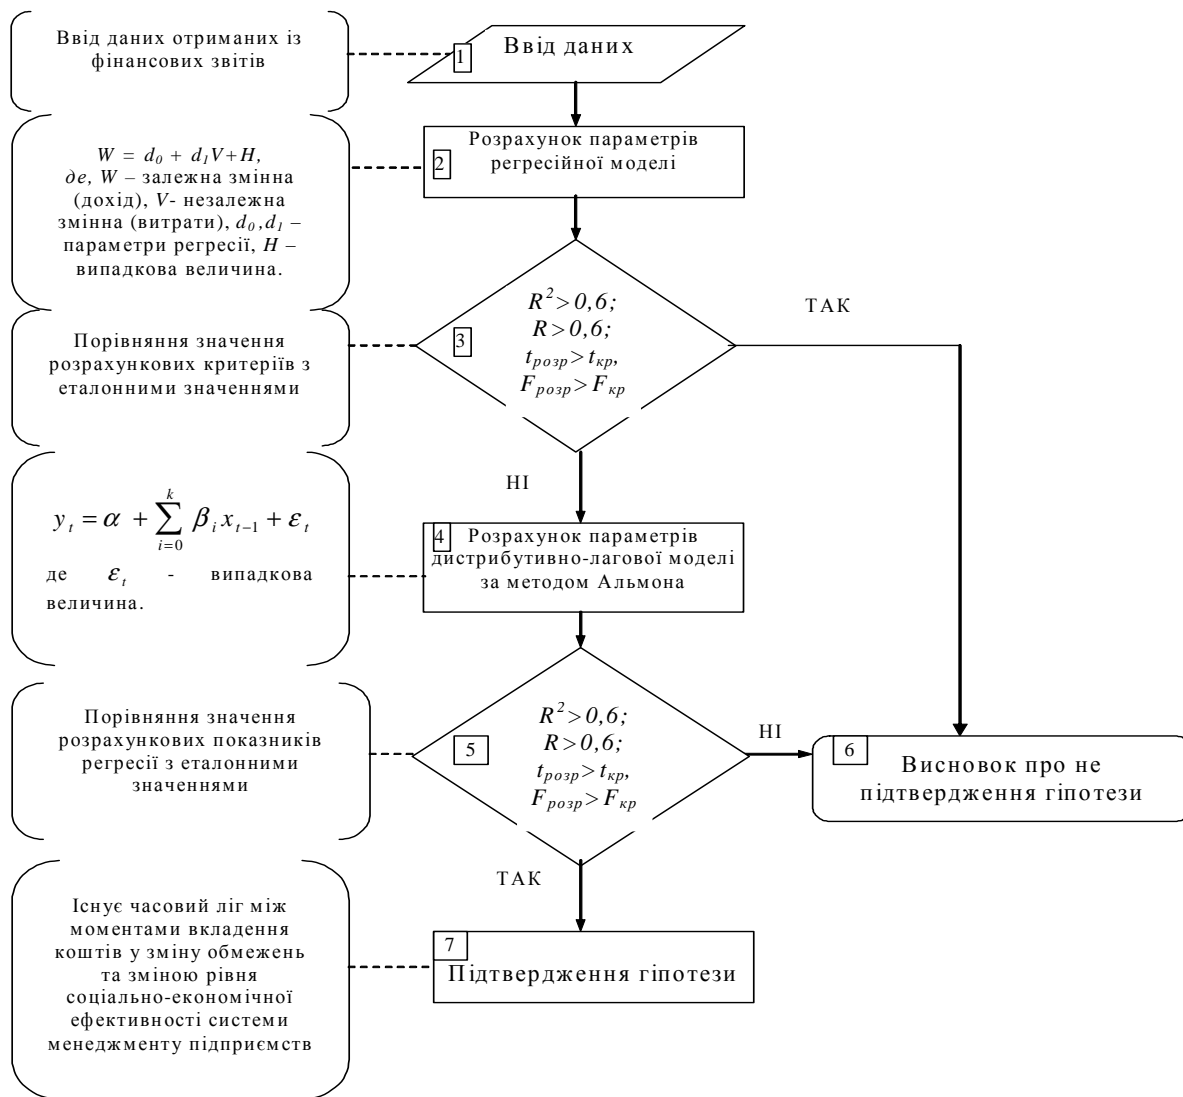 Ввід даних отриманих із
фінансових звітів
1
Ввід даних
W = d₀ + d₁V+H,
де, W – залежна змінна
(дохід), V- незалежна
змінна (витрати), d₀,d₁ –
параметри регресії, H –
випадкова величина.
2
Розрахунок параметрів
регресійної моделі
Порівняння значення
розрахункових критеріїв з
еталонними значеннями
3
R²>0,6;
R>0,6;
tрозр>tкр,
Fрозр>Fкр
ТАК
НІ
y_t = α + ∑_{i=0}^{k} β_i x_{t−1} + ε_t
де ε_t - випадкова
величина.
4
Розрахунок параметрів
дистрибутивно-лагової моделі
за методом Альмона
Порівняння значення
розрахункових показників
регресії з еталонними
значеннями
5
R²>0,6;
R>0,6;
tрозр>tкр,
Fрозр>Fкр
НІ
6
Висновок про не
підтвердження гіпотези
ТАК
Існує часовий ліг між
моментами вкладення
коштів у зміну обмежень
та зміною рівня
соціально-економічної
ефективності системи
менеджменту підприємств
7
Підтвердження гіпотези